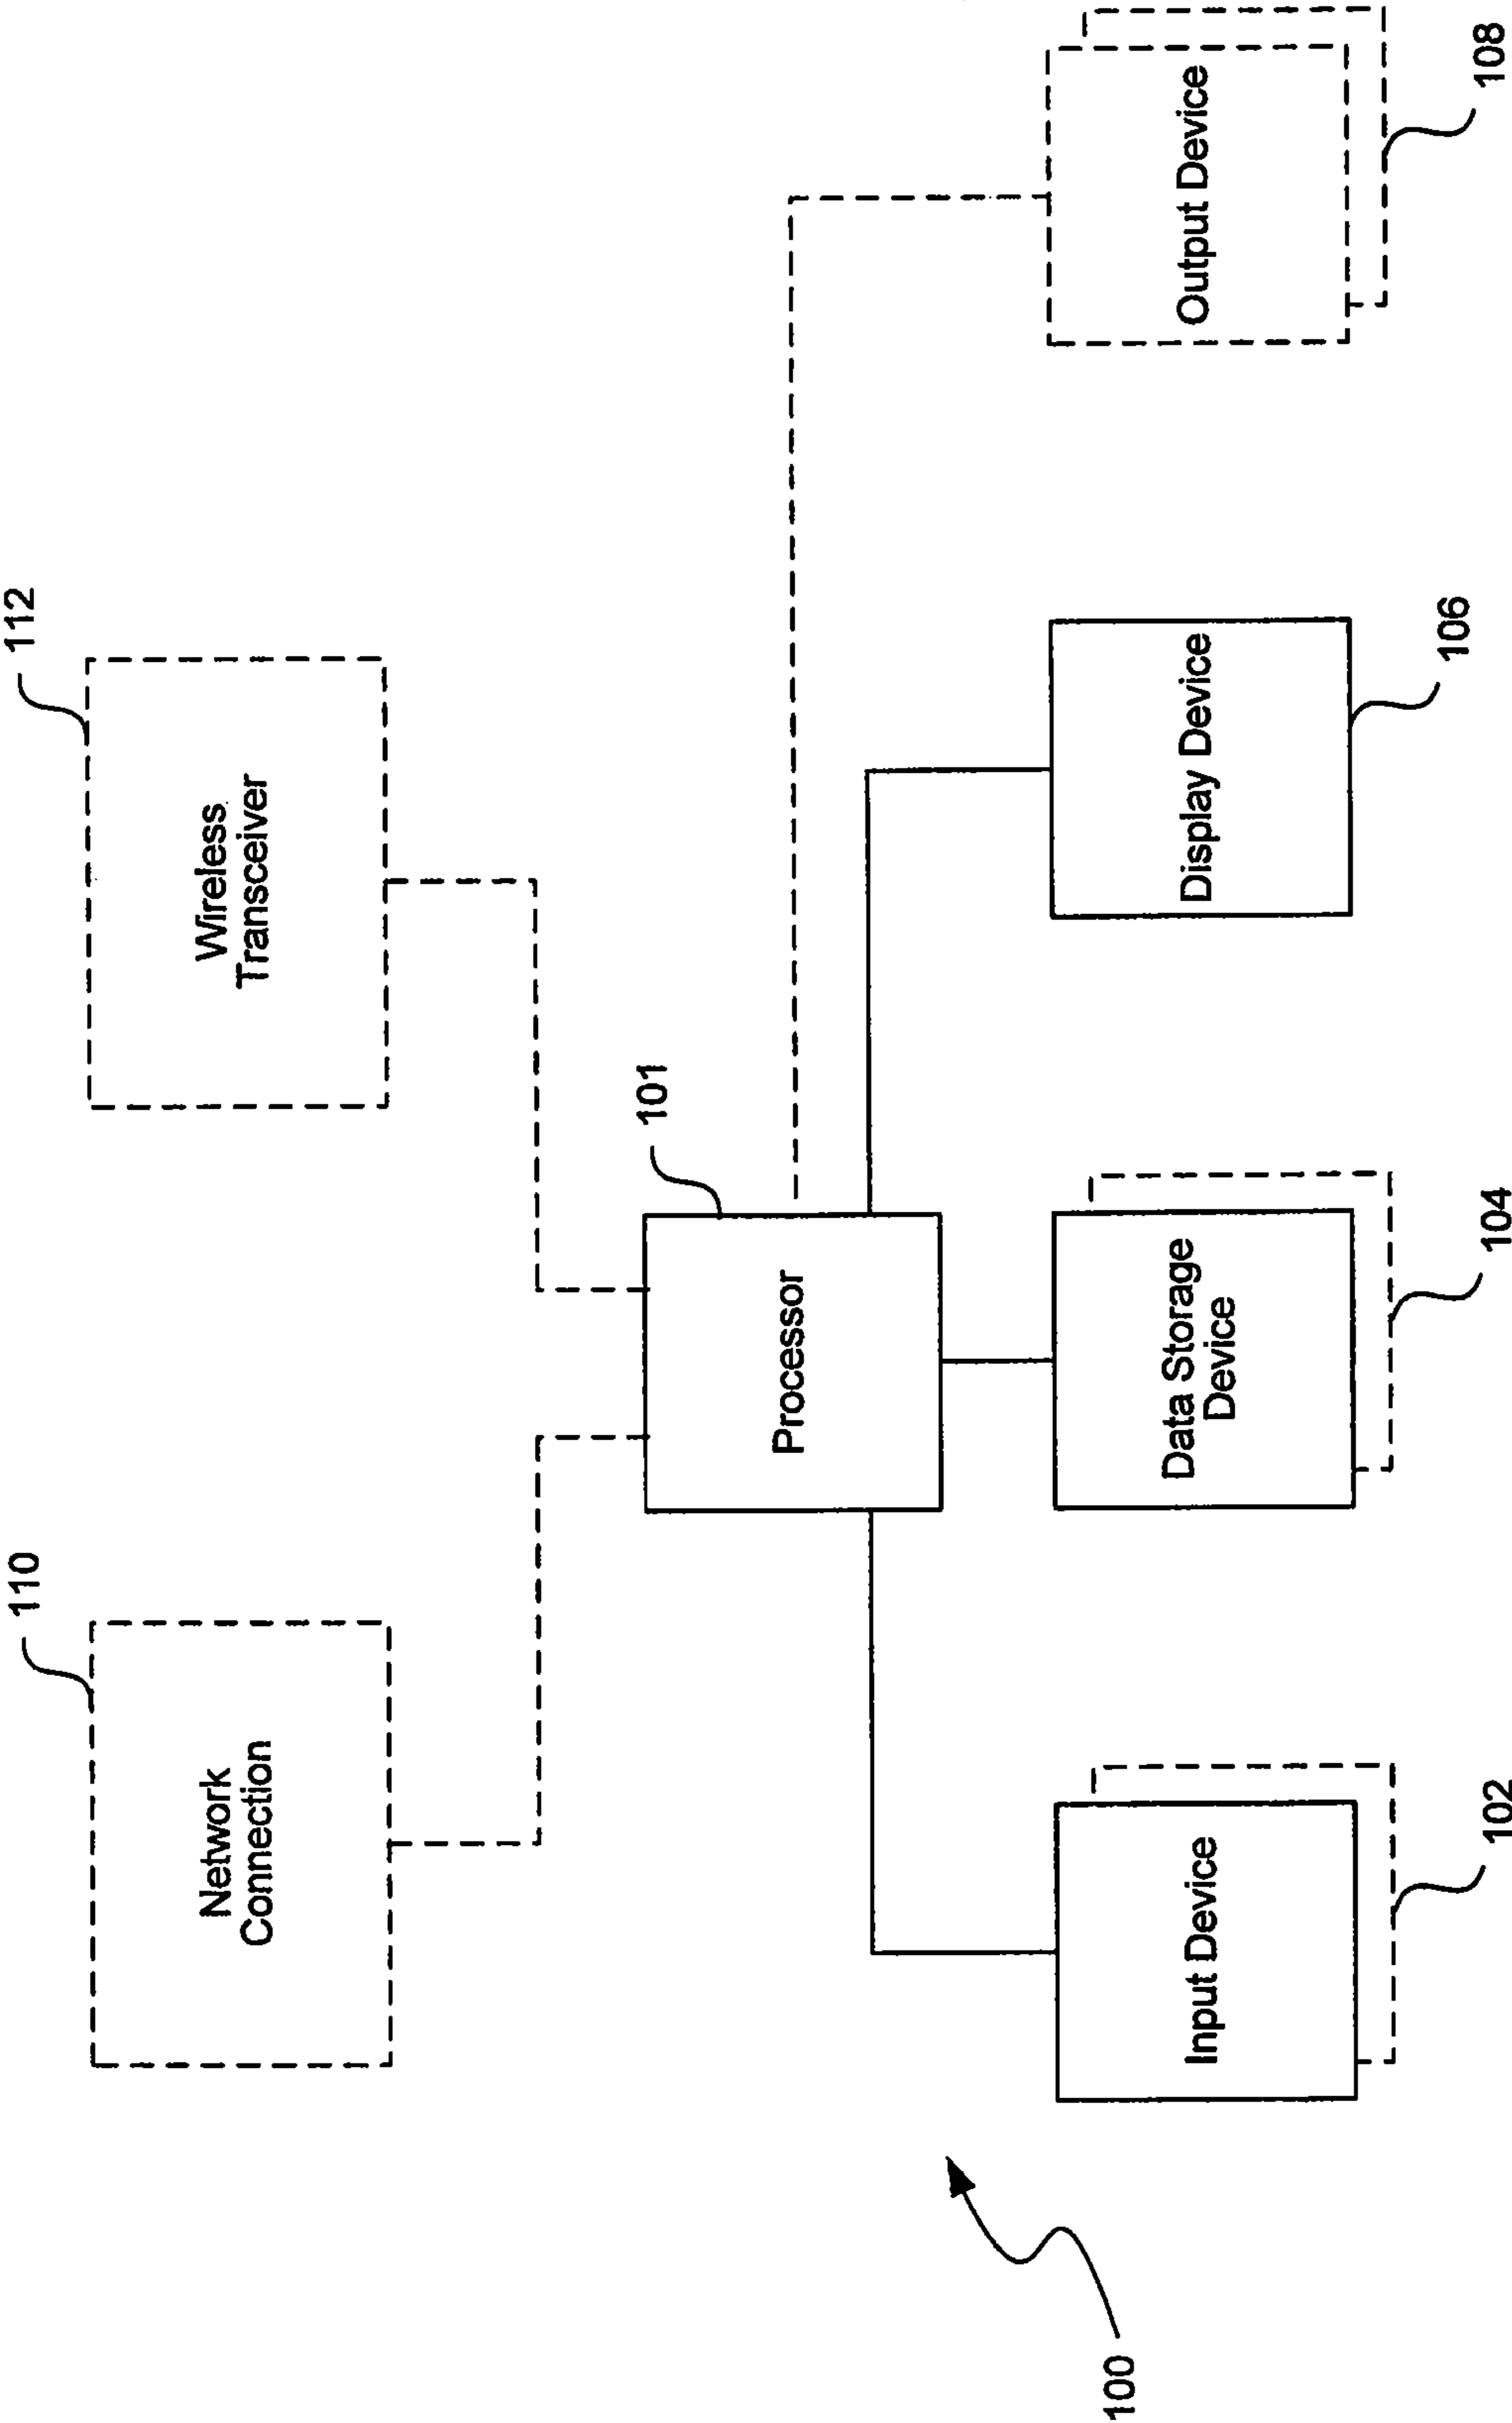 110
112
Network
Connection
Wireless
Transceiver
101
Processor
Input Device
Data Storage
Device
Display Device
Output Device
100
102
104
106
108